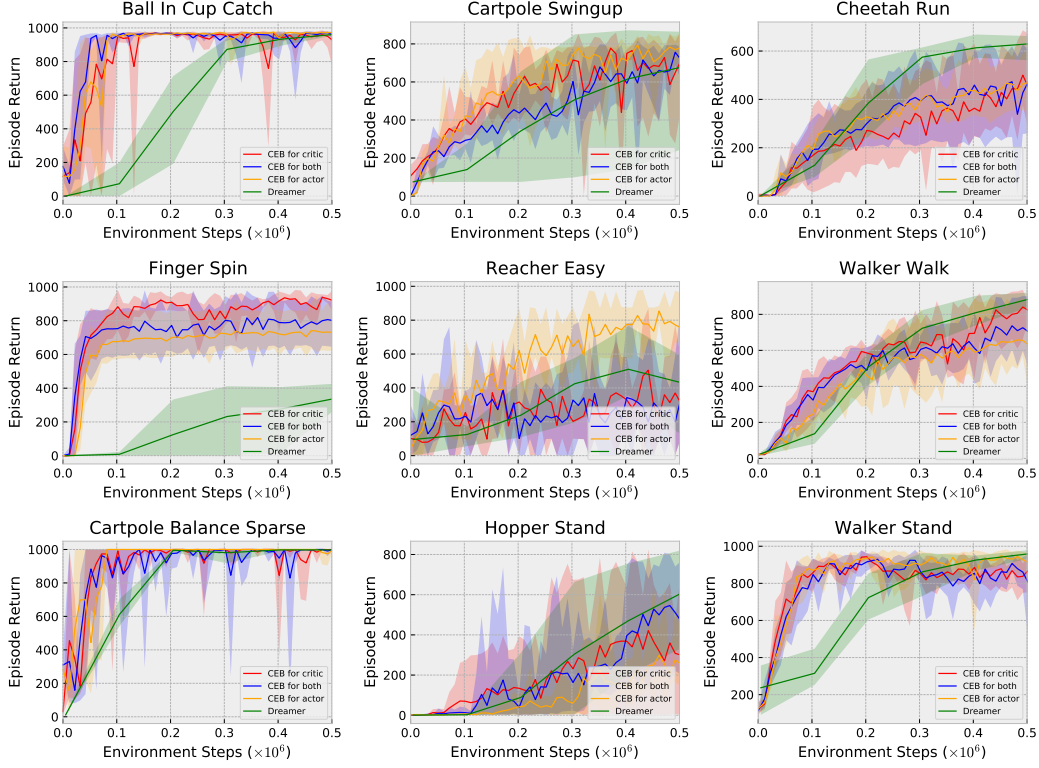 Ball In Cup Catch
Episode Return
1000
800
600
400
200
0
CEB for critic
CEB for both
CEB for actor
Dreamer
0.0 0.1 0.2 0.3 0.4 0.5
Environment Steps (×10⁶)
Cartpole Swingup
Episode Return
800
600
400
200
0
CEB for critic
CEB for both
CEB for actor
Dreamer
0.0 0.1 0.2 0.3 0.4 0.5
Environment Steps (×10⁶)
Cheetah Run
Episode Return
600
400
200
0
CEB for critic
CEB for both
CEB for actor
Dreamer
0.0 0.1 0.2 0.3 0.4 0.5
Environment Steps (×10⁶)
Finger Spin
Episode Return
1000
800
600
400
200
0
CEB for critic
CEB for both
CEB for actor
Dreamer
0.0 0.1 0.2 0.3 0.4 0.5
Environment Steps (×10⁶)
Reacher Easy
Episode Return
1000
800
600
400
200
0
CEB for critic
CEB for both
CEB for actor
Dreamer
0.0 0.1 0.2 0.3 0.4 0.5
Environment Steps (×10⁶)
Walker Walk
Episode Return
800
600
400
200
0
CEB for critic
CEB for both
CEB for actor
Dreamer
0.0 0.1 0.2 0.3 0.4 0.5
Environment Steps (×10⁶)
Cartpole Balance Sparse
Episode Return
1000
800
600
400
200
0
CEB for critic
CEB for both
CEB for actor
Dreamer
0.0 0.1 0.2 0.3 0.4 0.5
Environment Steps (×10⁶)
Hopper Stand
Episode Return
800
600
400
200
0
CEB for critic
CEB for both
CEB for actor
Dreamer
0.0 0.1 0.2 0.3 0.4 0.5
Environment Steps (×10⁶)
Walker Stand
Episode Return
1000
800
600
400
200
CEB for critic
CEB for both
CEB for actor
Dreamer
0.0 0.1 0.2 0.3 0.4 0.5
Environment Steps (×10⁶)